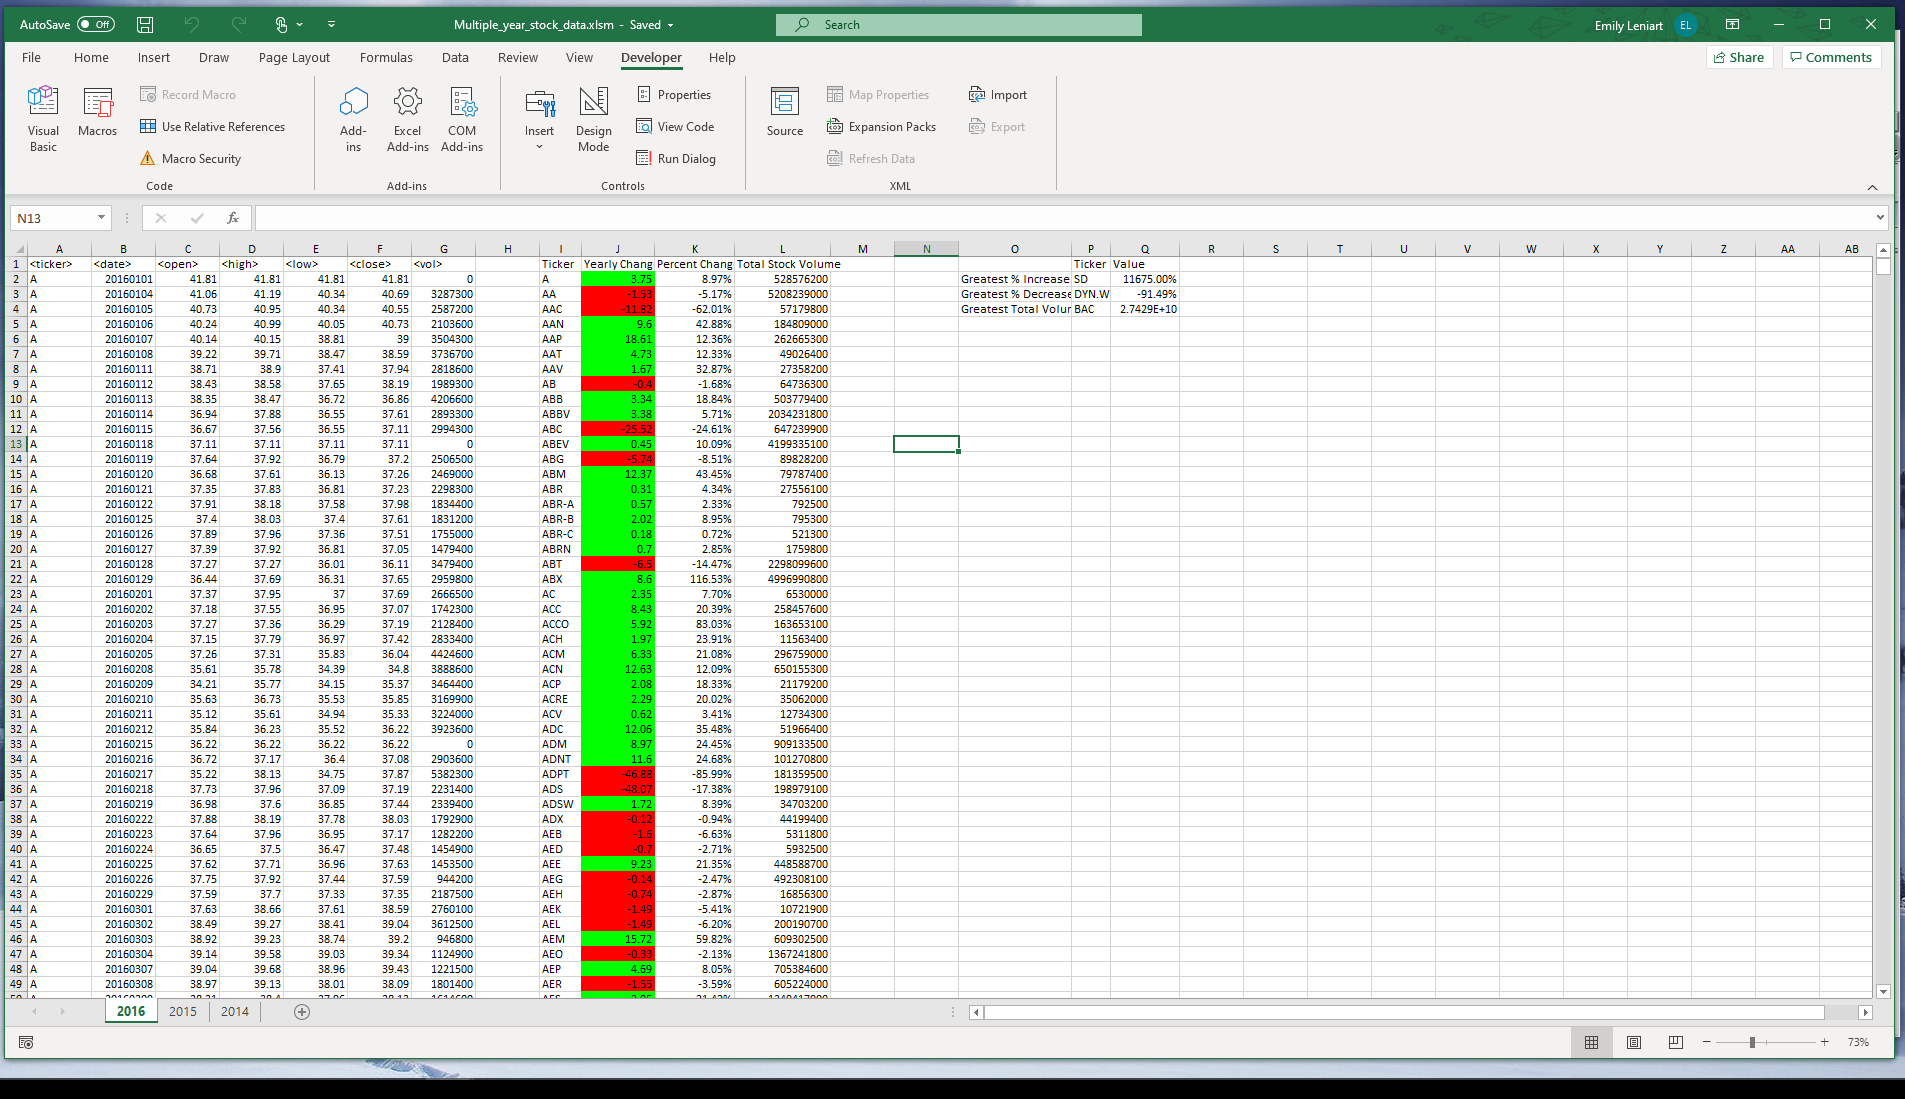 AutoSave Off Multiple_year_stock_data.xlsm - Saved Search Emily Leniart EL
File Home Insert Draw Page Layout Formulas Data Review View Developer Help Share Comments
Visual Basic Macros Record Macro Use Relative References Macro Security Code
Add-ins Excel Add-ins COM Add-ins Add-ins
Insert Design Mode Properties View Code Run Dialog Controls
Source Map Properties Expansion Packs Refresh Data Import Export XML
N13 fx
A B C D E F G H I J K L M N O P Q R S T U V W X Y Z AA AB
1 <ticker> <date> <open> <high> <low> <close> <vol> Ticker Yearly Chang Percent Chang Total Stock Volume Ticker Value
2 A 20160101 41.81 41.81 41.81 41.81 0 A 3.75 8.97% 528576200 Greatest % Increase SD 11675.00%
3 A 20160104 41.06 41.19 40.34 40.69 3287300 AA -1.53 -5.17% 5208239000 Greatest % Decrease DYN.W -91.49%
4 A 20160105 40.73 40.95 40.34 40.55 2587200 AAC -11.82 -62.01% 57179800 Greatest Total Volur BAC 2.7429E+10
5 A 20160106 40.24 40.99 40.05 40.73 2103600 AAN 9.6 42.88% 184809000
6 A 20160107 40.14 40.15 38.81 39 3504300 AAP 18.61 12.36% 262665300
7 A 20160108 39.22 39.71 38.47 38.59 3736700 AAT 4.73 12.33% 49026400
8 A 20160111 38.71 38.9 37.41 37.94 2818600 AAV 1.67 32.87% 27358200
9 A 20160112 38.43 38.58 37.65 38.19 1989300 AB -0.4 -1.68% 64736300
10 A 20160113 38.35 38.47 36.72 36.86 4206600 ABB 3.34 18.84% 503779400
11 A 20160114 36.94 37.88 36.55 37.61 2893300 ABBV 3.38 5.71% 2034231800
12 A 20160115 36.67 37.56 36.55 37.11 2994300 ABC -25.52 -24.61% 647239900
13 A 20160118 37.11 37.11 37.11 37.11 0 ABEV 0.45 10.09% 4199335100
14 A 20160119 37.64 37.92 36.79 37.2 2506500 ABG -5.74 -8.51% 89828200
15 A 20160120 36.68 37.61 36.13 37.26 2469000 ABM 12.37 43.45% 79787400
16 A 20160121 37.35 37.83 36.81 37.23 2298300 ABR 0.31 4.34% 27556100
17 A 20160122 37.91 38.18 37.58 37.98 1834400 ABR-A 0.57 2.33% 792500
18 A 20160125 37.4 38.03 37.4 37.61 1831200 ABR-B 2.02 8.95% 795300
19 A 20160126 37.89 37.96 37.36 37.51 1755000 ABR-C 0.18 0.72% 521300
20 A 20160127 37.39 37.92 36.81 37.05 1479400 ABRN 0.7 2.85% 1759800
21 A 20160128 37.27 37.27 36.01 36.11 3479400 ABT -6.5 -14.47% 2298099600
22 A 20160129 36.44 37.69 36.31 37.65 2959800 ABX 8.6 116.53% 4996990800
23 A 20160201 37.37 37.95 37 37.69 2666500 AC 2.35 7.70% 6530000
24 A 20160202 37.18 37.55 36.95 37.07 1742300 ACC 8.43 20.39% 258457600
25 A 20160203 37.27 37.36 36.29 37.19 2128400 ACCO 5.92 83.03% 163653100
26 A 20160204 37.15 37.79 36.97 37.42 2833400 ACH 1.97 23.91% 11563400
27 A 20160205 37.26 37.31 35.83 36.04 4424600 ACM 6.33 21.08% 296759000
28 A 20160208 35.61 35.78 34.39 34.8 3888600 ACN 12.63 12.09% 650155300
29 A 20160209 34.21 35.77 34.15 35.37 3464400 ACP 2.08 18.33% 21179200
30 A 20160210 35.63 36.73 35.53 35.85 3169900 ACRE 2.29 20.02% 35062000
31 A 20160211 35.12 35.61 34.94 35.33 3224000 ACV 0.62 3.41% 12734300
32 A 20160212 35.84 36.23 35.52 36.22 3923600 ADC 12.06 35.48% 51966400
33 A 20160215 36.22 36.22 36.22 36.22 0 ADM 8.97 24.45% 909133500
34 A 20160216 36.72 37.17 36.4 37.08 2903600 ADNT 11.6 24.68% 101270800
35 A 20160217 35.22 38.13 34.75 37.87 5382300 ADPT -46.88 -85.99% 181359500
36 A 20160218 37.73 37.96 37.09 37.19 2231400 ADS -48.07 -17.38% 198979100
37 A 20160219 36.98 37.6 36.85 37.44 2339400 ADSW 1.72 8.39% 34703200
38 A 20160222 37.88 38.19 37.78 38.03 1792900 ADX -0.12 -0.94% 44199400
39 A 20160223 37.64 37.96 36.95 37.17 1282200 AEB -1.6 -6.63% 5311800
40 A 20160224 36.65 37.5 36.47 37.48 1454900 AED -0.7 -2.71% 5932500
41 A 20160225 37.62 37.71 36.96 37.63 1453500 AEE 9.23 21.35% 448588700
42 A 20160226 37.75 37.92 37.44 37.59 944200 AEG -0.14 -2.47% 492308100
43 A 20160229 37.59 37.7 37.33 37.35 2187500 AEH -0.74 -2.87% 16856300
44 A 20160301 37.63 38.66 37.61 38.59 2760100 AEK -1.49 -5.41% 10721900
45 A 20160302 38.49 39.27 38.41 39.04 3612500 AEL -1.49 -6.20% 200190700
46 A 20160303 38.92 39.23 38.74 39.2 946800 AEM 15.72 59.82% 609302500
47 A 20160304 39.14 39.58 39.03 39.34 1124900 AEO -0.33 -2.13% 1367241800
48 A 20160307 39.04 39.68 38.96 39.43 1221500 AEP 4.69 8.05% 705384600
49 A 20160308 38.97 39.13 38.01 38.09 1801400 AER -1.55 -3.59% 605224000
2016 2015 2014
73%